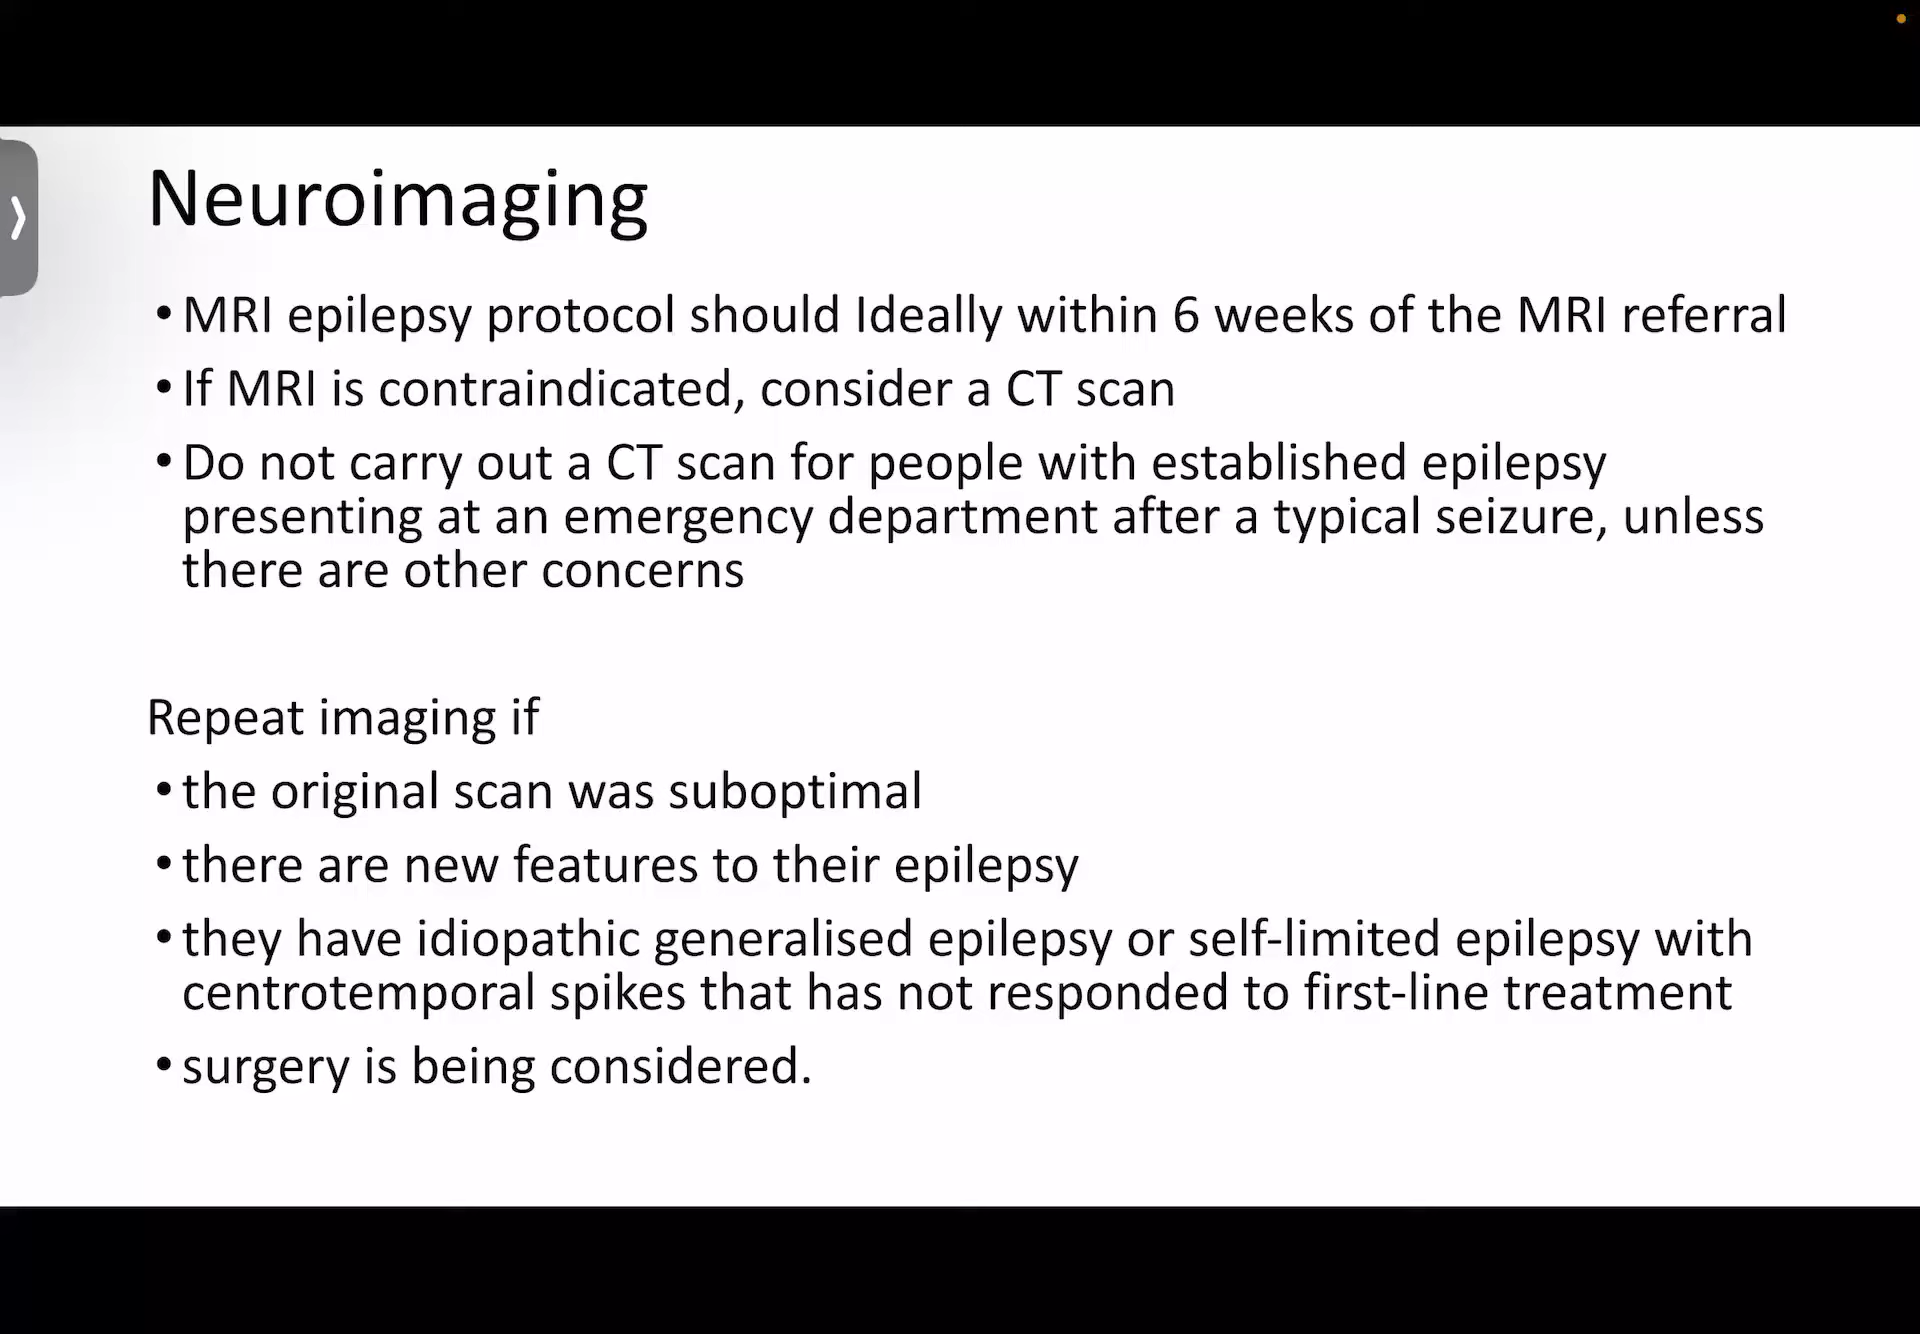 Neuroimaging
• MRI epilepsy protocol should Ideally within 6 weeks of the MRI referral
• If MRI is contraindicated, consider a CT scan
• Do not carry out a CT scan for people with established epilepsy
presenting at an emergency department after a typical seizure, unless
there are other concerns
Repeat imaging if
• the original scan was suboptimal
• there are new features to their epilepsy
• they have idiopathic generalised epilepsy or self-limited epilepsy with
centrotemporal spikes that has not responded to first-line treatment
• surgery is being considered.